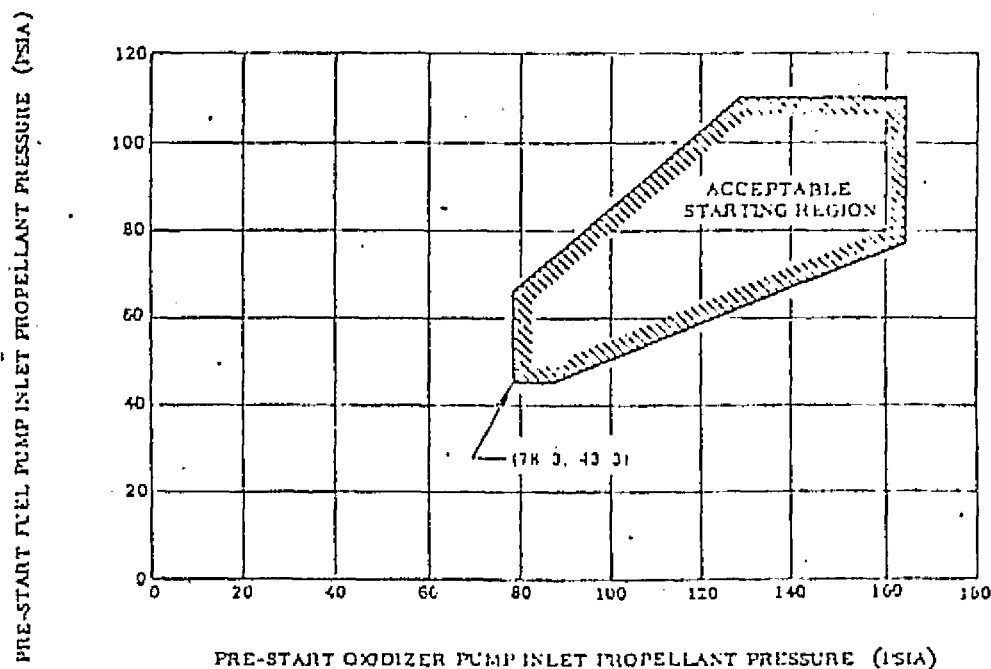 PRE-START FUEL PUMP INLET PROPELLANT PRESSURE (PSIA)
120
100
80
60
40
20
0
ACCEPTABLE
STARTING REGION
0 20 40 60 80 100 120 140 160 180
PRE-START OXIDIZER PUMP INLET PROPELLANT PRESSURE (PSIA)